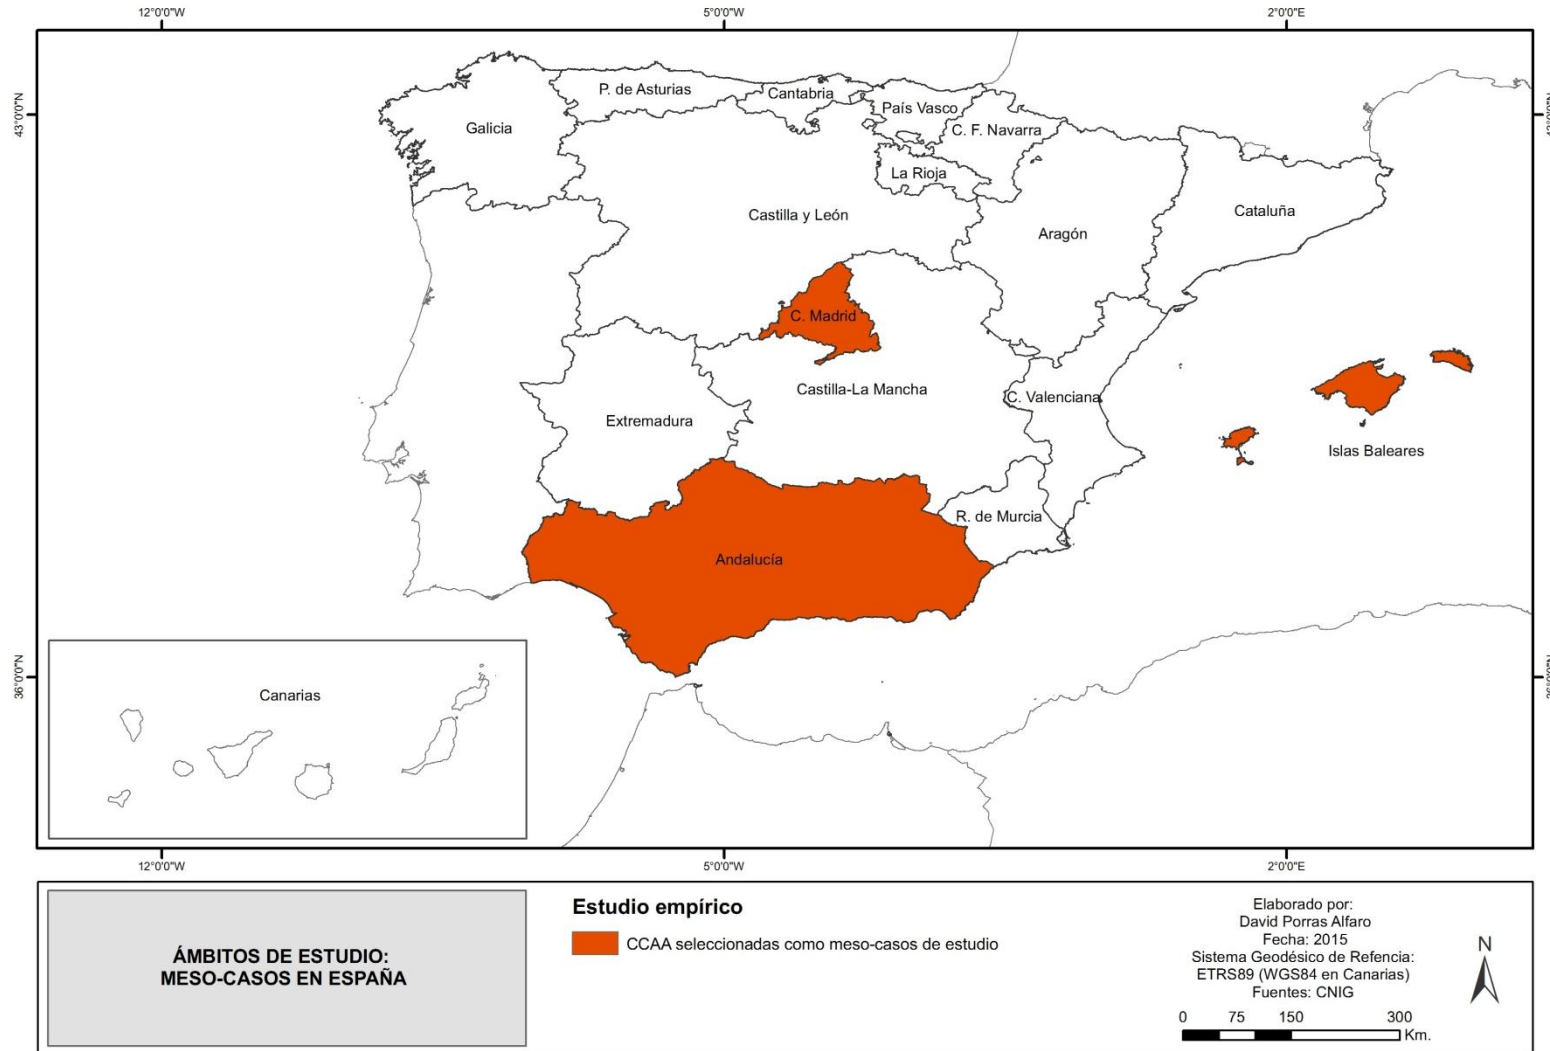 12°0'0"W
5°0'0"W
2°0'0"E
43°0'0"N
P. de Asturias
Cantabria
País Vasco
Galicia
C. F. Navarra
La Rioja
Castilla y León
Cataluña
Aragón
C. Madrid
Castilla-La Mancha
C. Valenciana
Extremadura
Islas Baleares
R. de Murcia
Andalucía
36°0'0"N
Canarias
12°0'0"W
5°0'0"W
2°0'0"E
ÁMBITOS DE ESTUDIO:
MESO-CASOS EN ESPAÑA
Estudio empírico
CCAA seleccionadas como meso-casos de estudio
Elaborado por:
David Porras Alfaro
Fecha: 2015
Sistema Geodésico de Refencia:
ETRS89 (WGS84 en Canarias)
Fuentes: CNIG
N
0 75 150 300
Km.